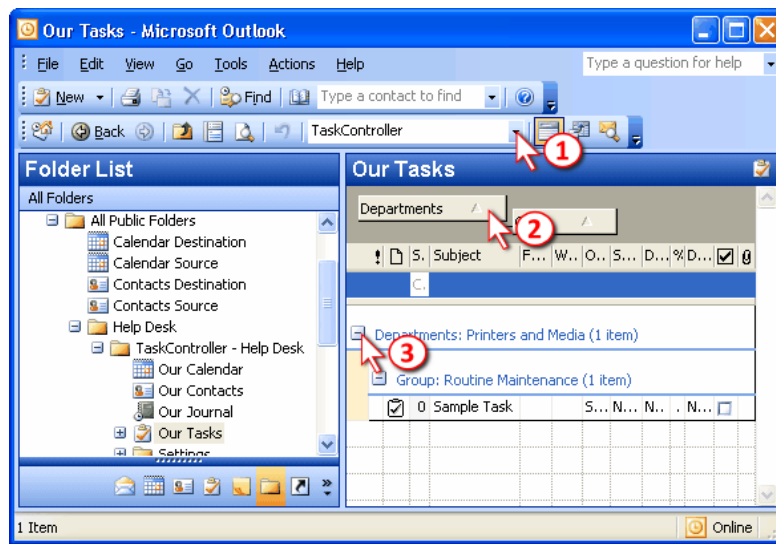 Our Tasks - Microsoft Outlook
File Edit View Go Tools Actions Help Type a question for help
New Find Type a contact to find
Back TaskController
1
Folder List Our Tasks
All Folders
Departments
2
All Public Folders
Calendar Destination
! S. Subject F... W.. O.. S... D... % D...
Calendar Source
C.
Contacts Destination
Contacts Source
Help Desk
Departments: Printers and Media (1 item)
3
TaskController - Help Desk
Our Calendar
Group: Routine Maintenance (1 item)
Our Contacts
Our Journal
0 Sample Task S... N... N.. . N...
Our Tasks
Settings
1 Item Online